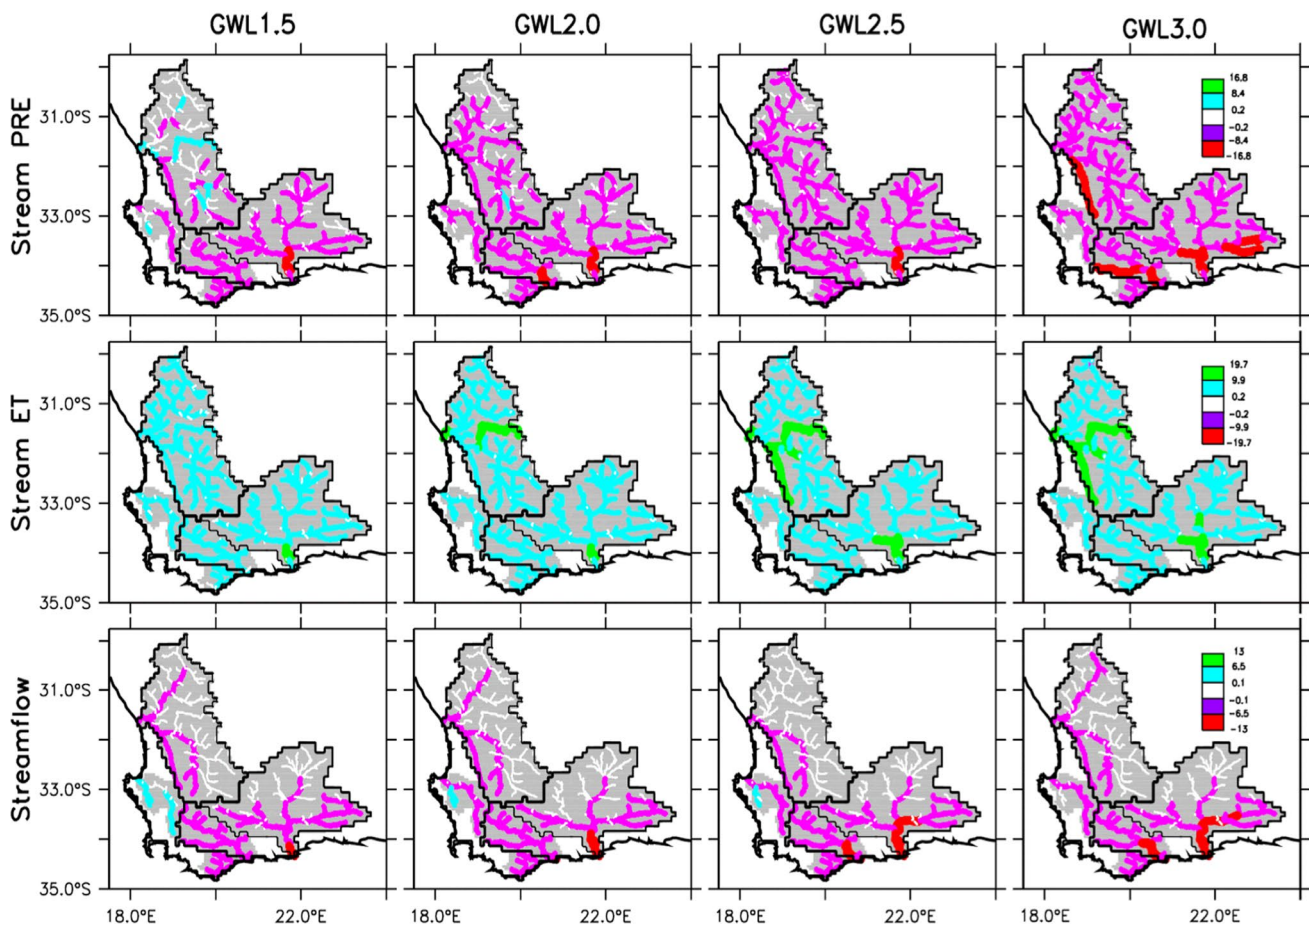 GWL1.5 GWL2.0 GWL2.5 GWL3.0
Stream PRE
31.0°S
33.0°S
35.0°S
16.8
8.4
0.2
-0.2
-8.4
-16.8
Stream ET
31.0°S
33.0°S
35.0°S
19.7
9.9
0.2
-0.2
-9.9
-19.7
Streamflow
31.0°S
33.0°S
35.0°S
13
6.5
0.1
-0.1
-6.5
-13
18.0°E 22.0°E 18.0°E 22.0°E 18.0°E 22.0°E 18.0°E 22.0°E